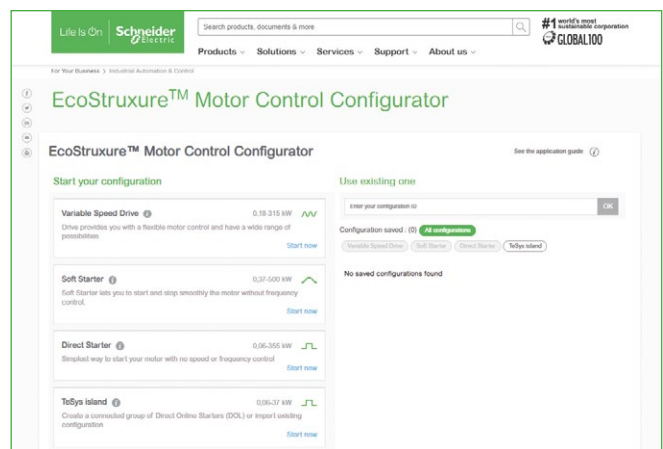 Life Is On
Schneider
Electric
Search products, documents & more
#1 world's most
sustainable corporation
GLOBAL100
Products
Solutions
Services
Support
About us
For Your Business > Industrial Automation & Control
EcoStruxure™ Motor Control Configurator
EcoStruxure™ Motor Control Configurator
See the application guide
Start your configuration
Use existing one
Variable Speed Drive
0.18-315 kW
Drive provides you with a flexible motor control and have a wide range of
possibilities
Start now
Enter your configuration ID
OK
Configuration saved : (0)
All configurations
Variable Speed Drive
Soft Starter
Direct Starter
TeSys island
No saved configurations found
Soft Starter
0,37-500 kW
Soft Starter lets you to start and stop smoothly the motor without frequency
control.
Start now
Direct Starter
0,06-355 kW
Simplest way to start your motor with no speed or frequency control
Start now
TeSys island
0,06-37 kW
Create a connected group of Direct Online Starters (DOL) or import existing
configuration
Start now